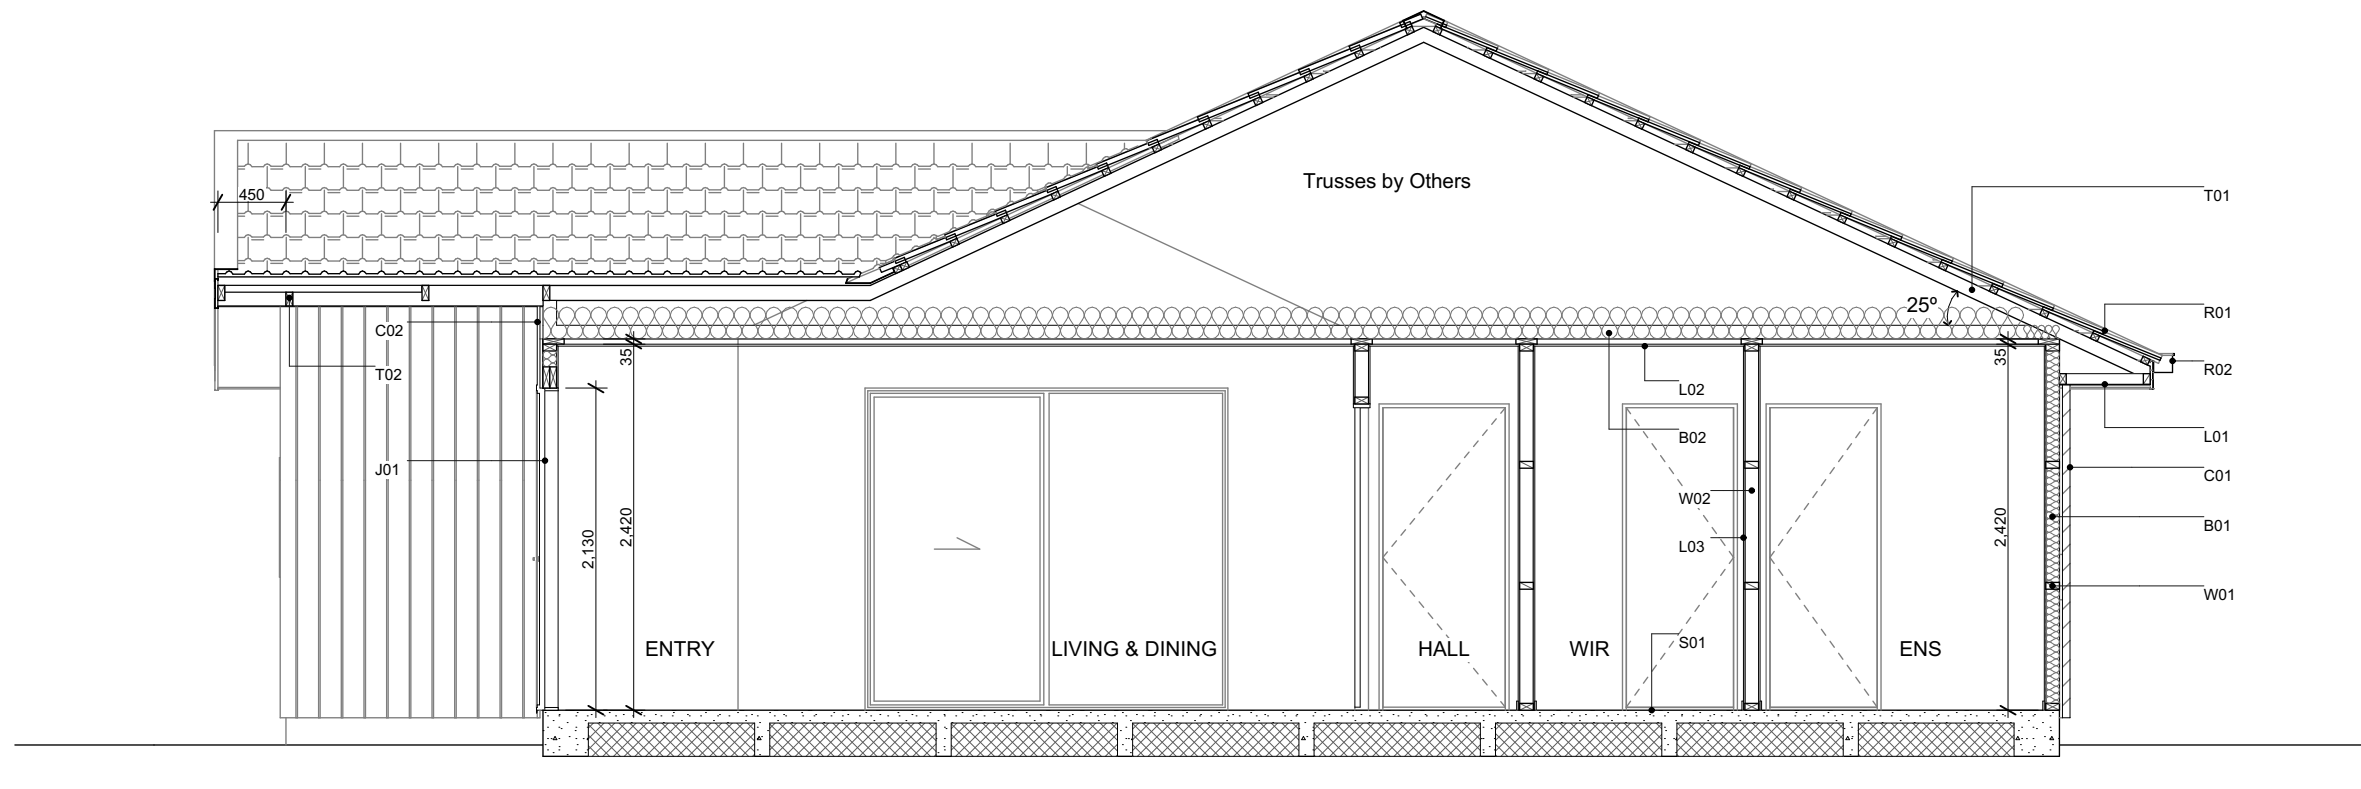 Trusses by Others
T01
450
25º
R01
C02
35
35
R02
T02
L02
B02
L01
J01
C01
W02
2,420
2,420
B01
2,130
L03
W01
ENTRY
LIVING & DINING
HALL
WIR
S01
ENS